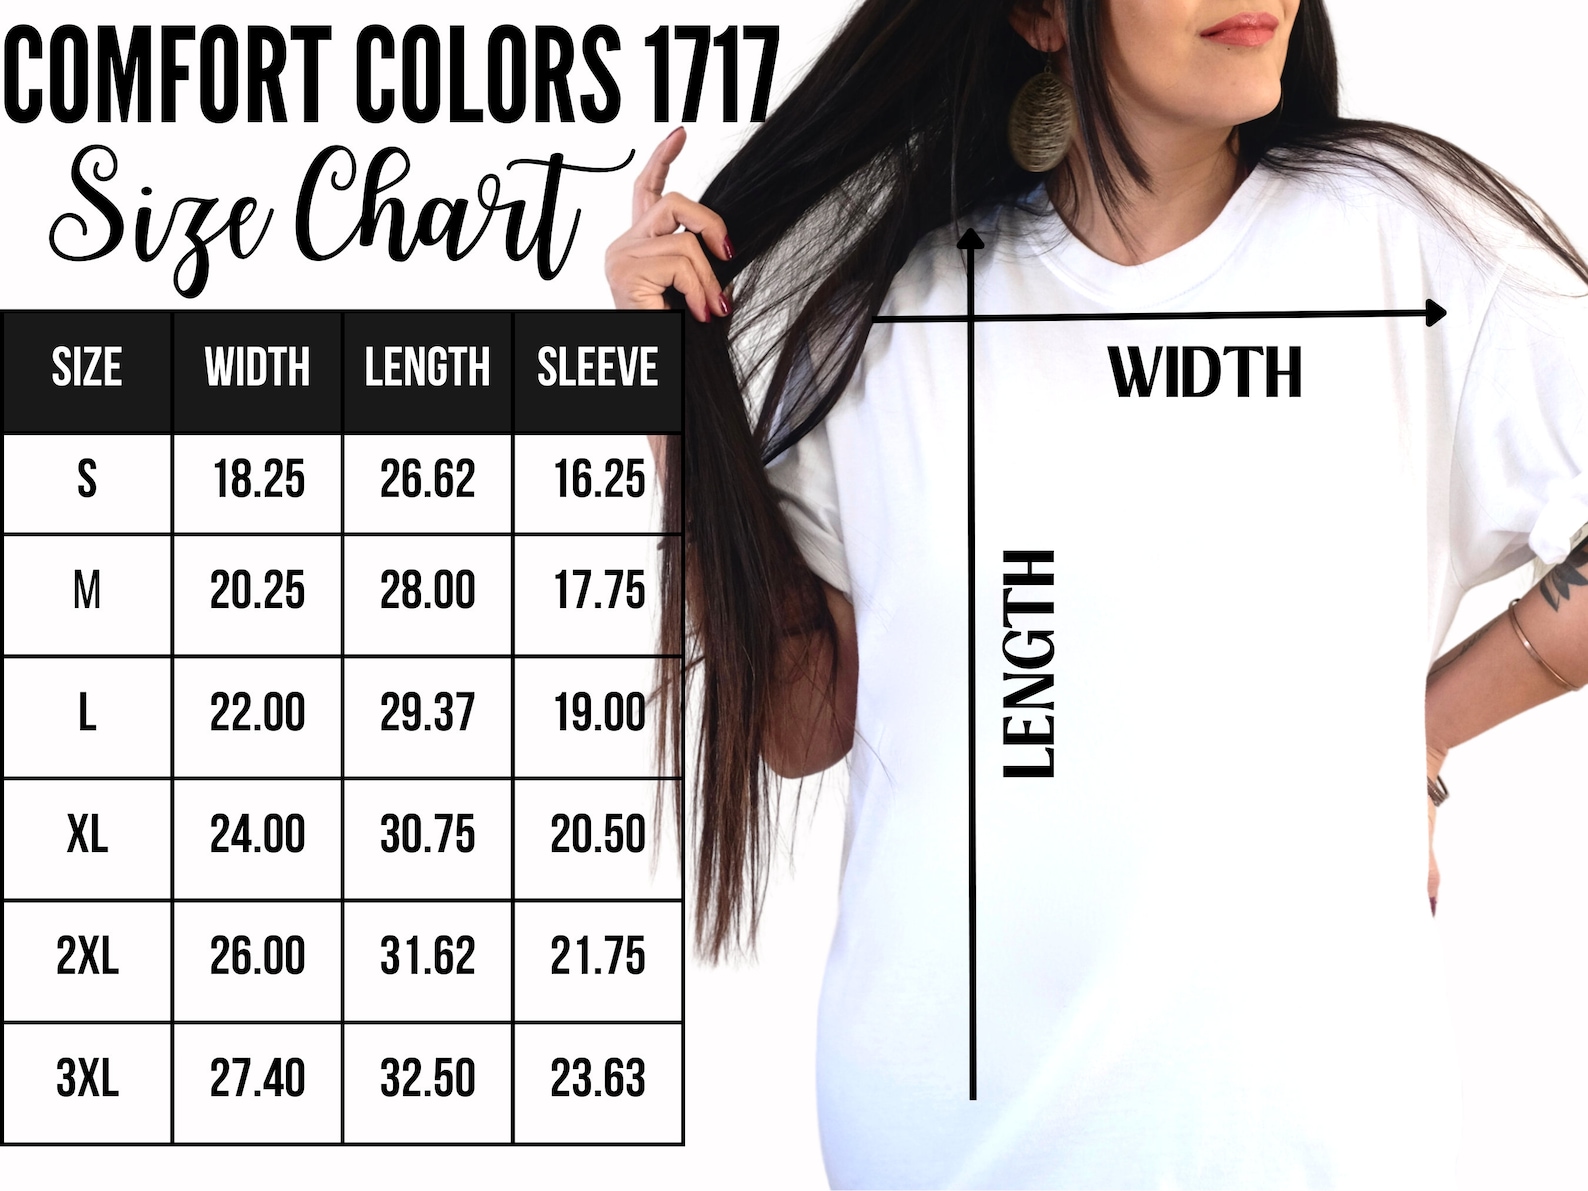 COMFORT COLORS 1717
Size Chart
SIZE WIDTH LENGTH SLEEVE
S 18.25 26.62 16.25
M 20.25 28.00 17.75
L 22.00 29.37 19.00
XL 24.00 30.75 20.50
2XL 26.00 31.62 21.75
3XL 27.40 32.50 23.63
WIDTH
LENGTH